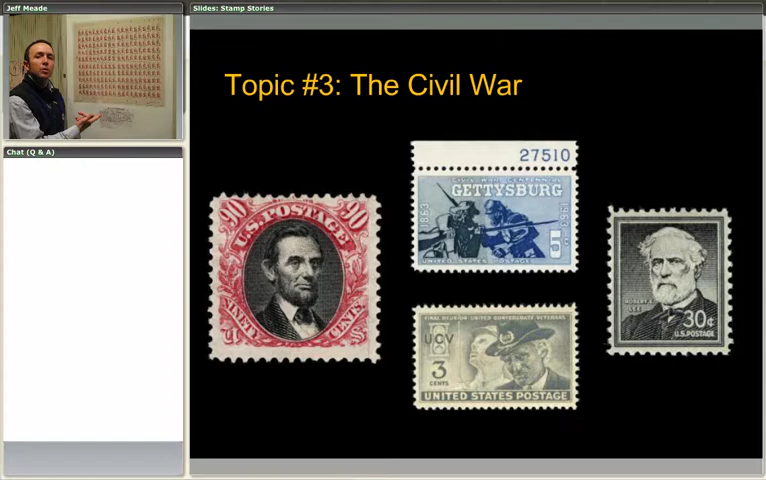 Jeff Meade
Slides: Stamp Stories
Chat (Q & A)
Topic #3: The Civil War
90 U.S. POSTAGE 90
NINETY CENTS
U S
27510
CIVIL WAR CENTENNIAL
GETTYSBURG
1863
1963
5
UNITED STATES POSTAGE
FINAL REUNION · UNITED CONFEDERATE VETERANS
UCV
3
CENTS
UNITED STATES POSTAGE
ROBERT E.
LEE
30¢
U.S. POSTAGE